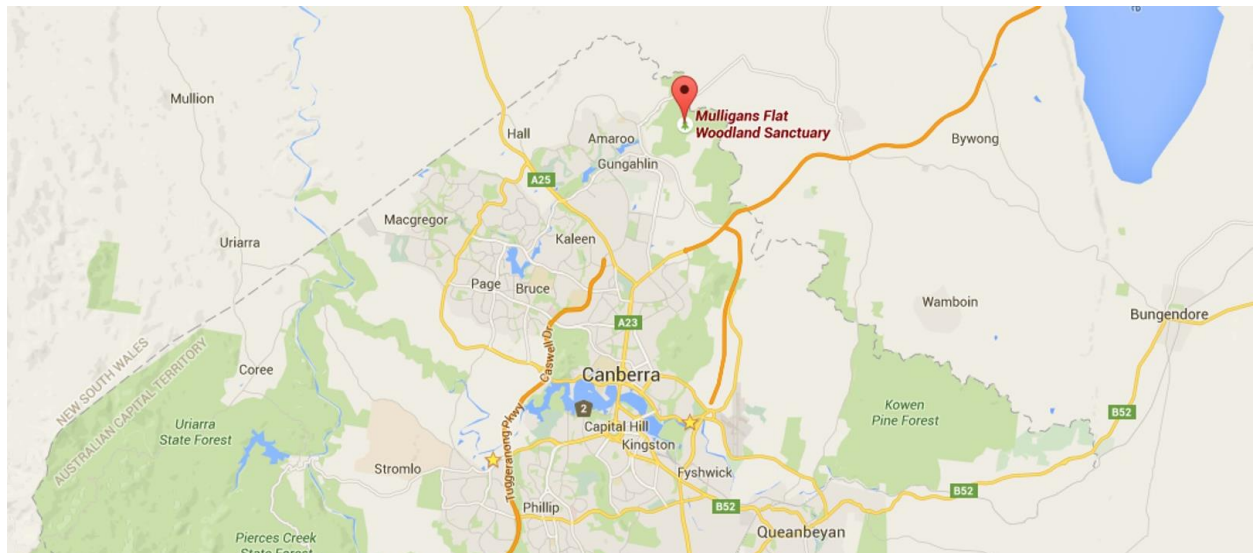 Mullion
Hall
Amaroo
Mulligans Flat
Woodland Sanctuary
Bywong
Gungahlin
A25
Macgregor
Kaleen
Uriarra
Page
Bruce
Wamboin
Bungendore
A23
Caswell Dr
NEW SOUTH WALES
AUSTRALIAN CAPITAL TERRITORY
Coree
Canberra
2
Capital Hill
Kowen
Pine Forest
B52
Uriarra
State Forest
Tuggeranong Pkwy
Kingston
Stromlo
Fyshwick
B52
B52
Phillip
Queanbeyan
Pierces Creek
State Forest